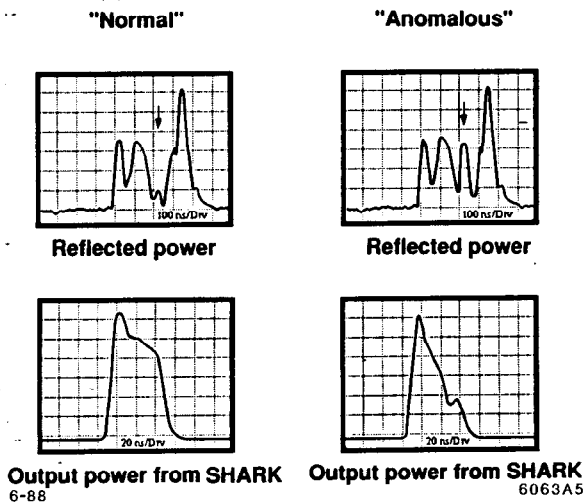 "Normal"
"Anomalous"
100 ns/Div
100 ns/Div
Reflected power
Reflected power
20 ns/Div
20 ns/Div
Output power from SHARK
Output power from SHARK
6-88
6063A5